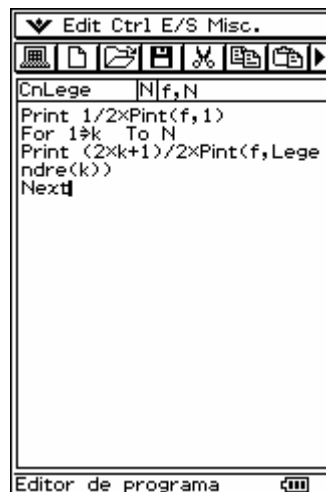 Edit Ctrl E/S Misc.
CnLege N f,N
Print 1/2×Pint(f,1)
For 1⇒k To N
Print (2×k+1)/2×Pint(f,Lege
ndre(k))
Next
Editor de programa